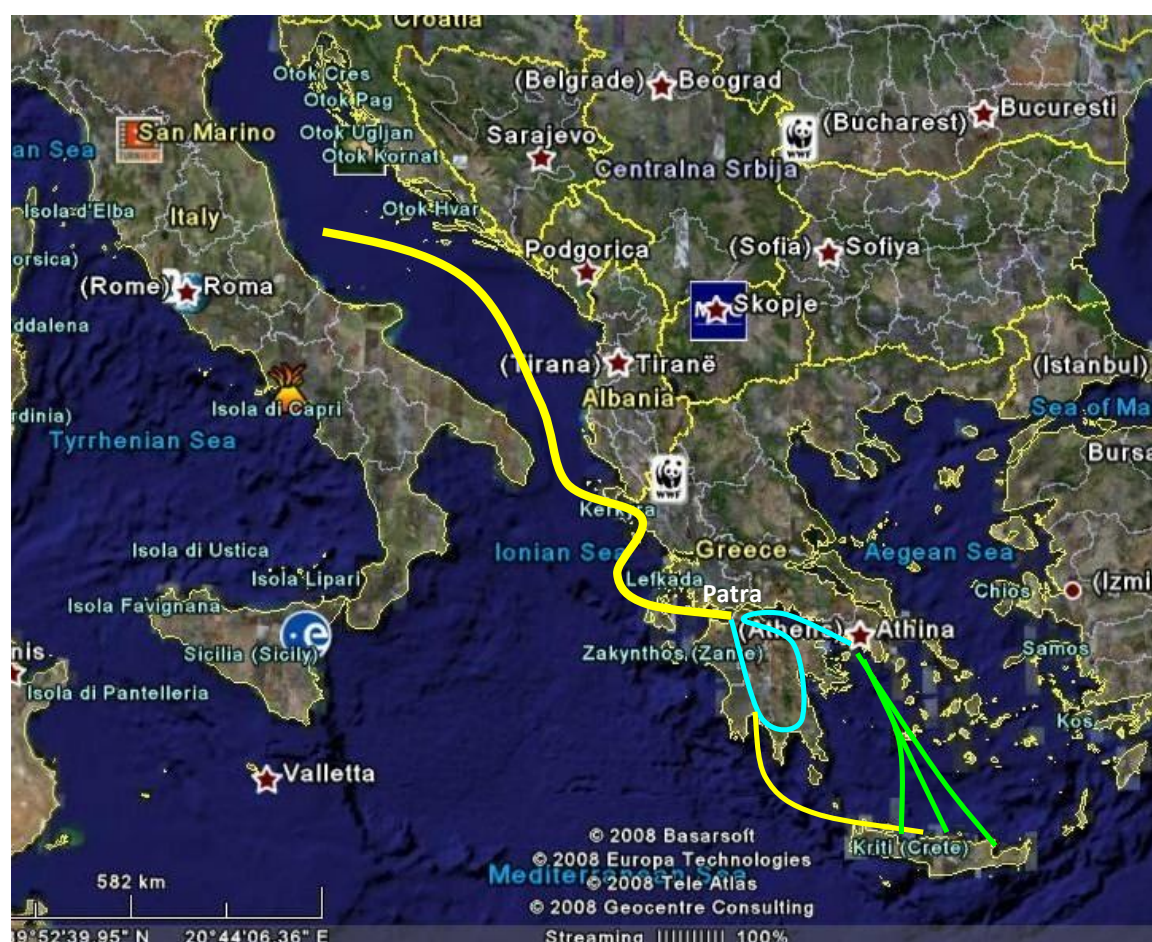 Croatia
Otok Cres
(Belgrade) Beograd
Otok Pag
(Bucharest) Bucuresti
San Marino
Otok Ugljan
Sarajevo
WWF
an Sea
Otok Kornat
Centralna Srbija
Isola d'Elba
Italy
Otok Hvar
orsica)
Podgorica
(Sofia) Sofiya
(Rome) Roma
Skopje
ddalena
(Tirana) Tiranë
(Istanbul)
Albania
rdinia)
Isola di Capri
Sea of Ma
Tyrrhenian Sea
Bursa
WWF
Kerkyra
Isola di Ustica
Ionian Sea
Greece
Aegean Sea
Isola Lipari
Lefkada
Chios
(Izmi
Isola Favignana
Patra
(Athens) Athina
nis
Sicilia (Sicily)
Zakynthos (Zante)
Samos
Isola di Pantelleria
Kos
Valletta
© 2008 Basarsoft
Kriti (Crete)
© 2008 Europa Technologies
Mediterranean Sea
582 km
© 2008 Tele Atlas
© 2008 Geocentre Consulting
19°52'39.95" N 20°44'06.36" E
Streaming |||||||||| 100%